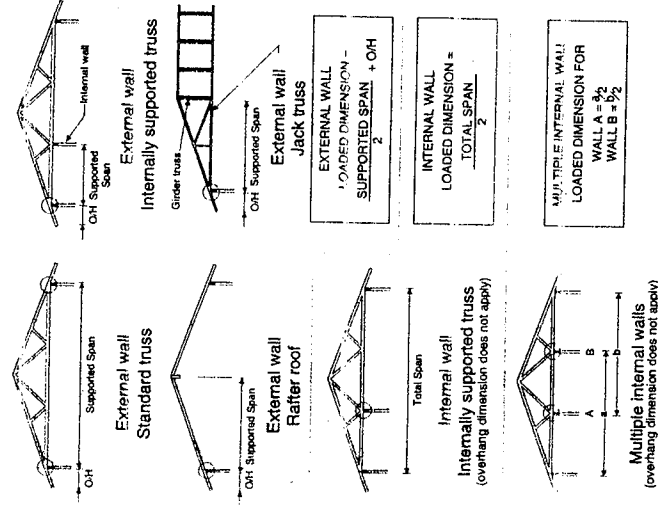 O/H
Supported Span
External wall
Standard truss
O/H Supported
Span
Internal wall
External wall
Internally supported truss
O/H Supported Span
External wall
Rafter roof
Girder truss
O/H Supported Span
External wall
Jack truss
EXTERNAL WALL
LOADED DIMENSION =
SUPPORTED SPAN + O/H
2
Total Span
Internal wall
Internally supported truss
(overhang dimension does not apply)
INTERNAL WALL
LOADED DIMENSION =
TOTAL SPAN
2
A
B
a
b
Multiple internal walls
(overhang dimension does not apply)
MULTIPLE INTERNAL WALL
LOADED DIMENSION FOR
WALL A = a/2
WALL B = b/2